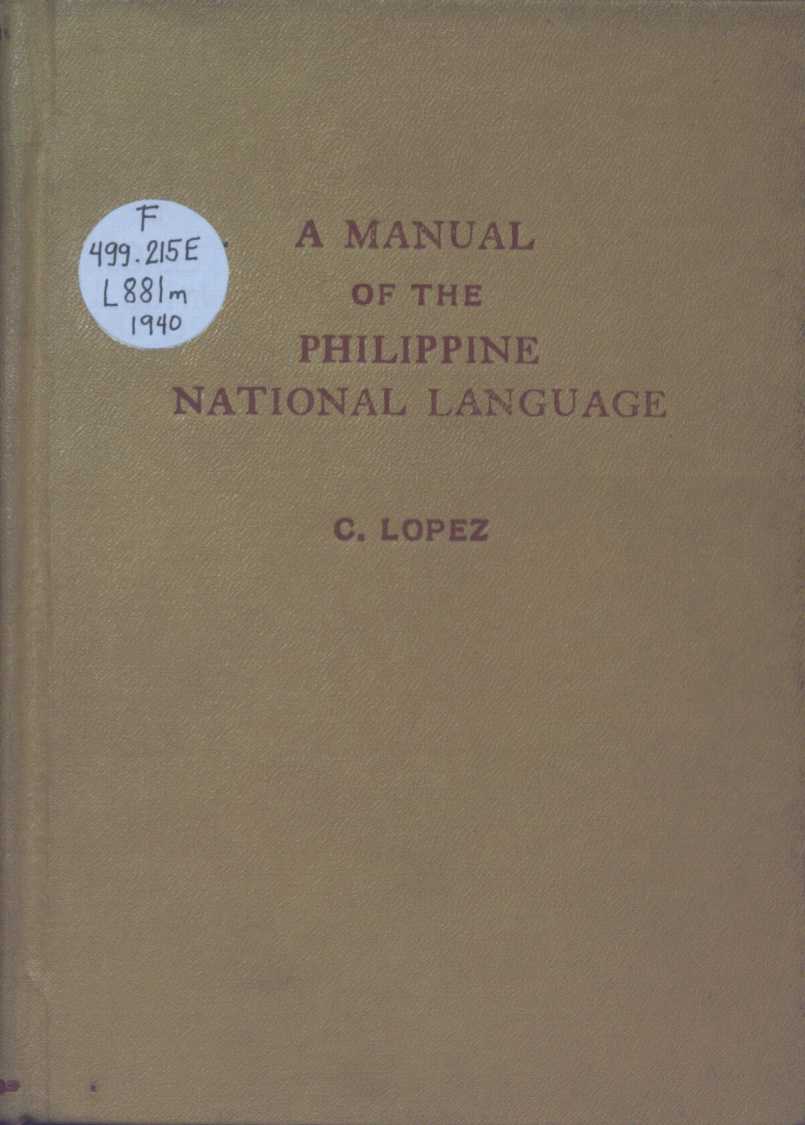 F
499.215E
L881m
1940
A MANUAL
OF THE
PHILIPPINE
NATIONAL LANGUAGE
C. LOPEZ